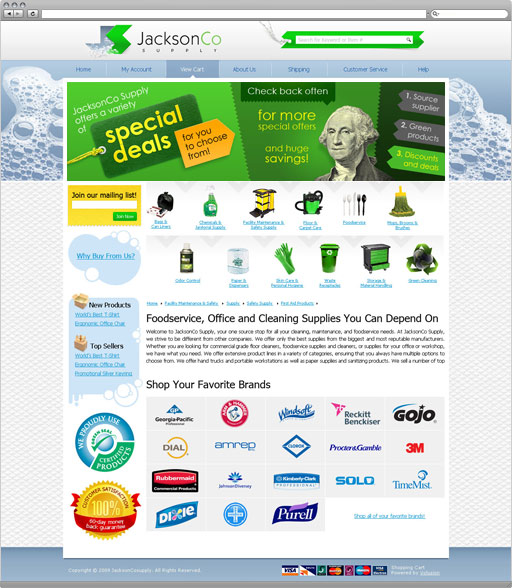 JacksonCo
SUPPLY
Search by Keyword or Item #
Home
My Account
View Cart
About Us
Shipping
Customer Service
Help
JacksonCo Supply
offers a variety
of
special
deals
for you
to choose
from!
Check back often
for more
special offers
and huge
savings!
1. Source
supplier
2. Green
products
3. Discounts
and deals
Join our mailing list!
Join Now
Bags &
Can Liners
Chemicals &
Janitorial Supplies
Facility Maintenance &
Safety Supply
Floor &
Carpet Care
Foodservice
Mops, Brooms &
Brushes
Why Buy From Us?
Odor Control
Paper &
Dispensers
Skin Care &
Personal Hygiene
Waste
Receptacles
Storage &
Material Handling
Green Cleaning
New Products
World's Best T-Shirt
Ergonomic Office Chair
Top Sellers
World's Best T-Shirt
Ergonomic Office Chair
Promotional Silver Keyring
Home
Facility Maintenance & Safety
Supply
Safety Supply
First Aid Products
Foodservice, Office and Cleaning Supplies You Can Depend On
Welcome to JacksonCo Supply, your one source stop for all your cleaning, maintenance, and foodservice needs. At JacksonCo Supply,
we strive to be different from other companies. We offer only the best supplies from the biggest and most reputable manufacturers.
Whether you are looking for commercial grade floor cleaners, foodservice supplies and cleaners, or supplies for your office or workshop,
we have what you need. We offer extensive product lines in a variety of categories, ensuring that you always have multiple options to
choose from. We offer hand trucks and portable workstations as well as paper supplies and sanitizing products. We sell a number of top
Shop Your Favorite Brands
Georgia-Pacific
Professional
ARM & HAMMER
Windsoft
Reckitt
Benckiser
GOJO
DIAL
amrep
CLOROX
Procter&Gamble
3M
Rubbermaid
Commercial Products
JohnsonDiversey
Kimberly-Clark
PROFESSIONAL
SOLO
TimeMist
DIXIE
Purell
Shop all of your favorite brands!
WE PROUDLY USE
GREEN SEAL
CERTIFIED
PRODUCTS
CUSTOMER SATISFACTION
100%
60-day money
back guarantee
Copyright © 2009 JacksonCosupply. All Rights Reserved.
VISA
Shopping Cart
Powered by Volusion